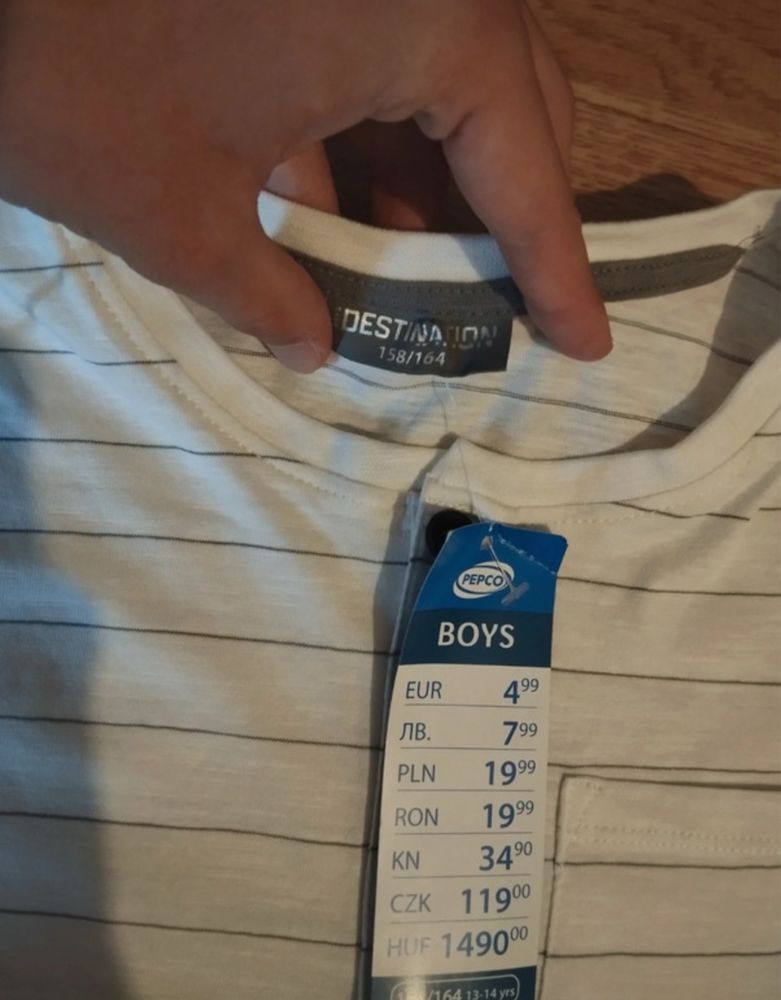 DESTINATION
158/164
PEPCO
BOYS
EUR 4⁹⁹
ЛВ. 7⁹⁹
PLN 19⁹⁹
RON 19⁹⁹
KN 34⁹⁰
CZK 119⁰⁰
HUF 1490⁰⁰
158/164 13-14 yrs